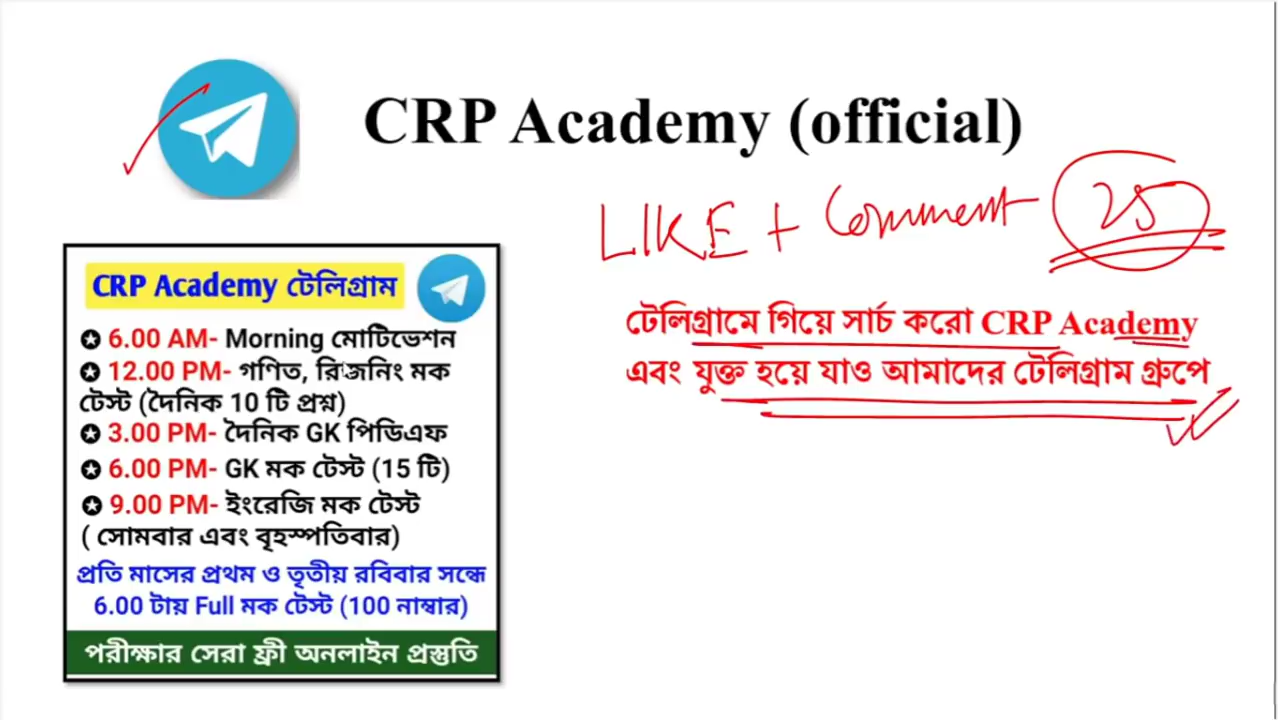 CRP Academy (official)
LIKE + Comment 25
টেলিগ্রামে গিয়ে সার্চ করো CRP Academy
এবং যুক্ত হয়ে যাও আমাদের টেলিগ্রাম গ্রুপে
CRP Academy টেলিগ্রাম
6.00 AM- Morning মোটিভেশন
12.00 PM- গণিত, রিজনিং মক
টেস্ট (দৈনিক 10 টি প্রশ্ন)
3.00 PM- দৈনিক GK পিডিএফ
6.00 PM- GK মক টেস্ট (15 টি)
9.00 PM- ইংরেজি মক টেস্ট
( সোমবার এবং বৃহস্পতিবার)
প্রতি মাসের প্রথম ও তৃতীয় রবিবার সন্ধে
6.00 টায় Full মক টেস্ট (100 নাম্বার)
পরীক্ষার সেরা ফ্রী অনলাইন প্রস্তুতি